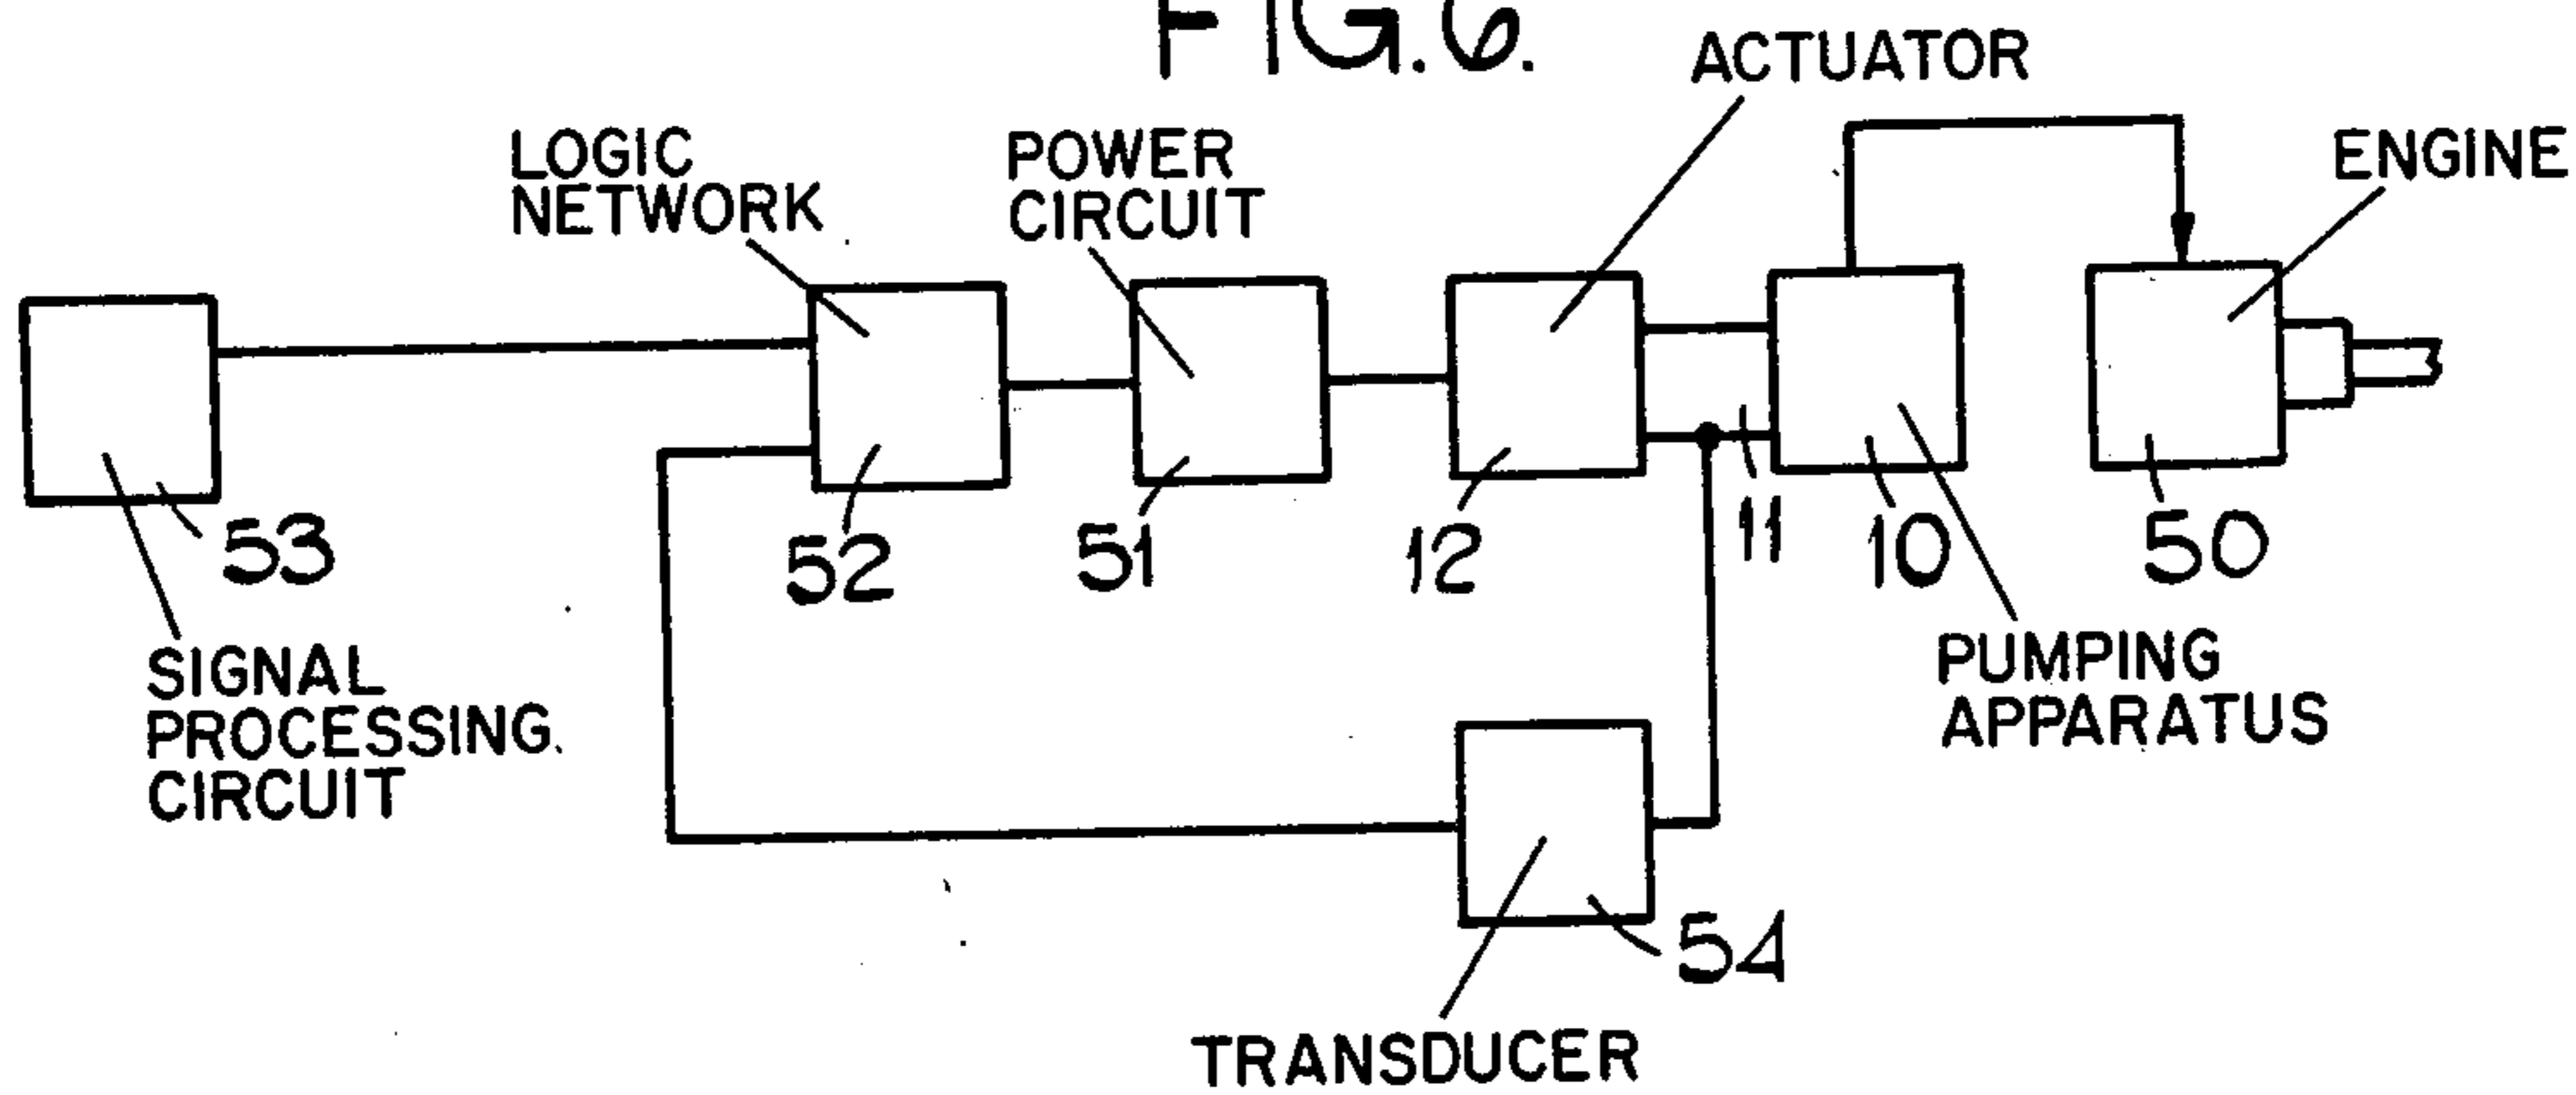 FIG.6.
ACTUATOR
LOGIC
NETWORK
POWER
CIRCUIT
ENGINE
53
52
51
12
11
10
50
SIGNAL
PROCESSING
CIRCUIT
PUMPING
APPARATUS
54
TRANSDUCER